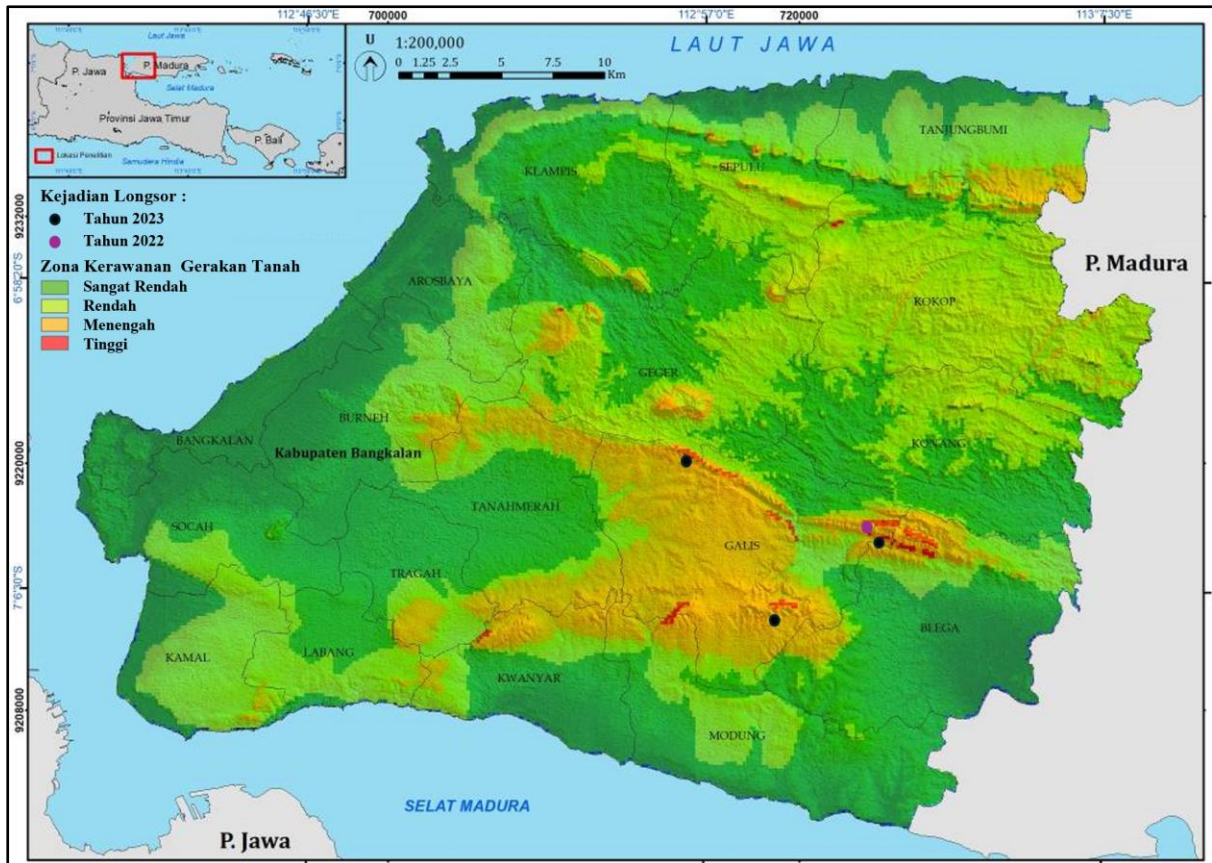 112°46'30"E
700000
112°57'0"E
720000
113°7'30"E
Laut Jawa
P. Jawa
P. Madura
Selat Madura
Provinsi Jawa Timur
P. Bali
Samudera Hindia
Lokasi Penelitian
U
1:200,000
0 1.25 2.5 5 7.5 10
Km
LAUT JAWA
Kejadian Longsor :
Tahun 2023
Tahun 2022
Zona Kerawanan Gerakan Tanah
Sangat Rendah
Rendah
Menengah
Tinggi
9232000
6°58'20"S
9220000
7°6'30"S
9208000
TANJUNGBUMI
SEPULU
KLAMPIS
P. Madura
AROSBAYA
KOKOP
GEGER
BURNEH
BANGKALAN
Kabupaten Bangkalan
KONANG
TANAHMERAH
SOCAH
GALIS
TRAGAH
BLEGA
KAMAL
LABANG
KWANYAR
MODUNG
SELAT MADURA
P. Jawa